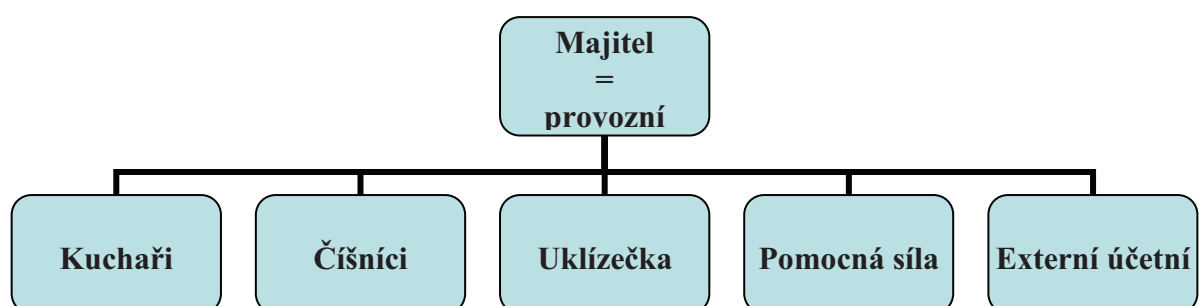 Majitel
=
provozní
Kuchaři
Číšníci
Uklízečka
Pomocná síla
Externí účetní